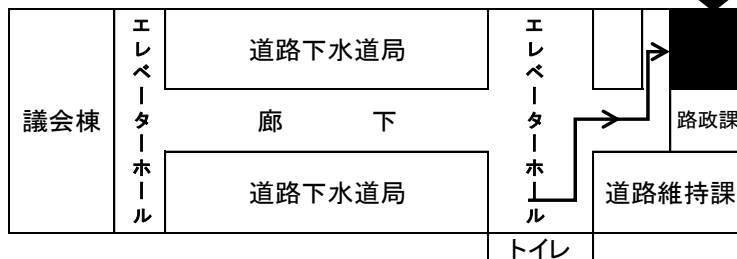 議会棟
エレベーターホール
道路下水道局
廊　　下
道路下水道局
エレベーターホール
トイレ
路政課
道路維持課